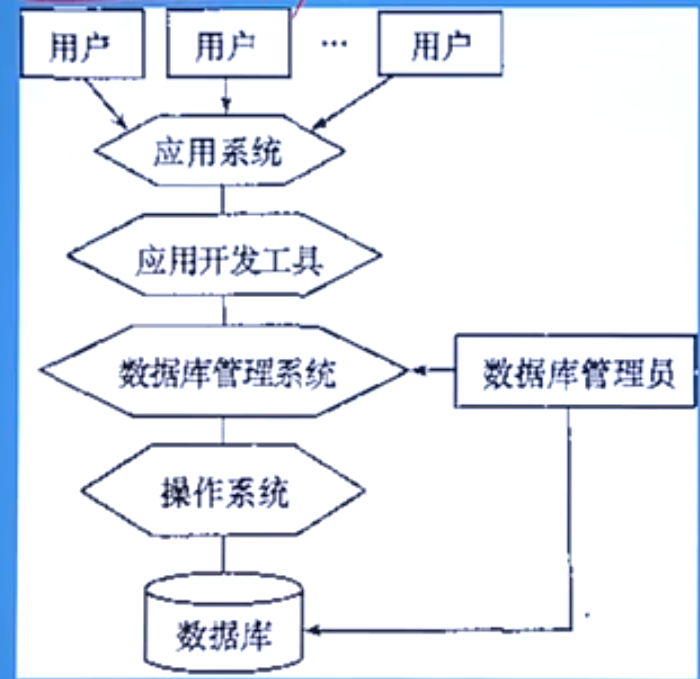 用户
用户
…
用户
应用系统
应用开发工具
数据库管理系统
数据库管理员
操作系统
数据库